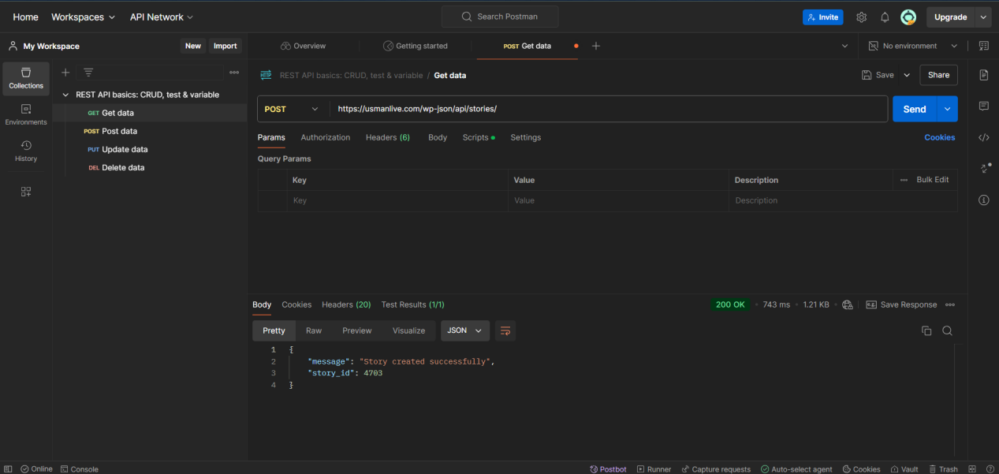 Home Workspaces API Network Search Postman Invite Upgrade
My Workspace New Import Overview Getting started POST Get data No environment
Collections
Environments
History
REST API basics: CRUD, test & variable
GET Get data
POST Post data
PUT Update data
DEL Delete data
HTTP REST API basics: CRUD, test & variable / Get data Save Share
POST https://usmanlive.com/wp-json/api/stories/ Send
Params Authorization Headers (6) Body Scripts Settings Cookies
Query Params
Key Value Description Bulk Edit
Key Value Description
Body Cookies Headers (20) Test Results (1/1) 200 OK 743 ms 1.21 KB Save Response
Pretty Raw Preview Visualize JSON
1 {
2 "message": "Story created successfully",
3 "story_id": 4703
4 }
Online Console Postbot Runner Capture requests Auto-select agent Cookies Vault Trash